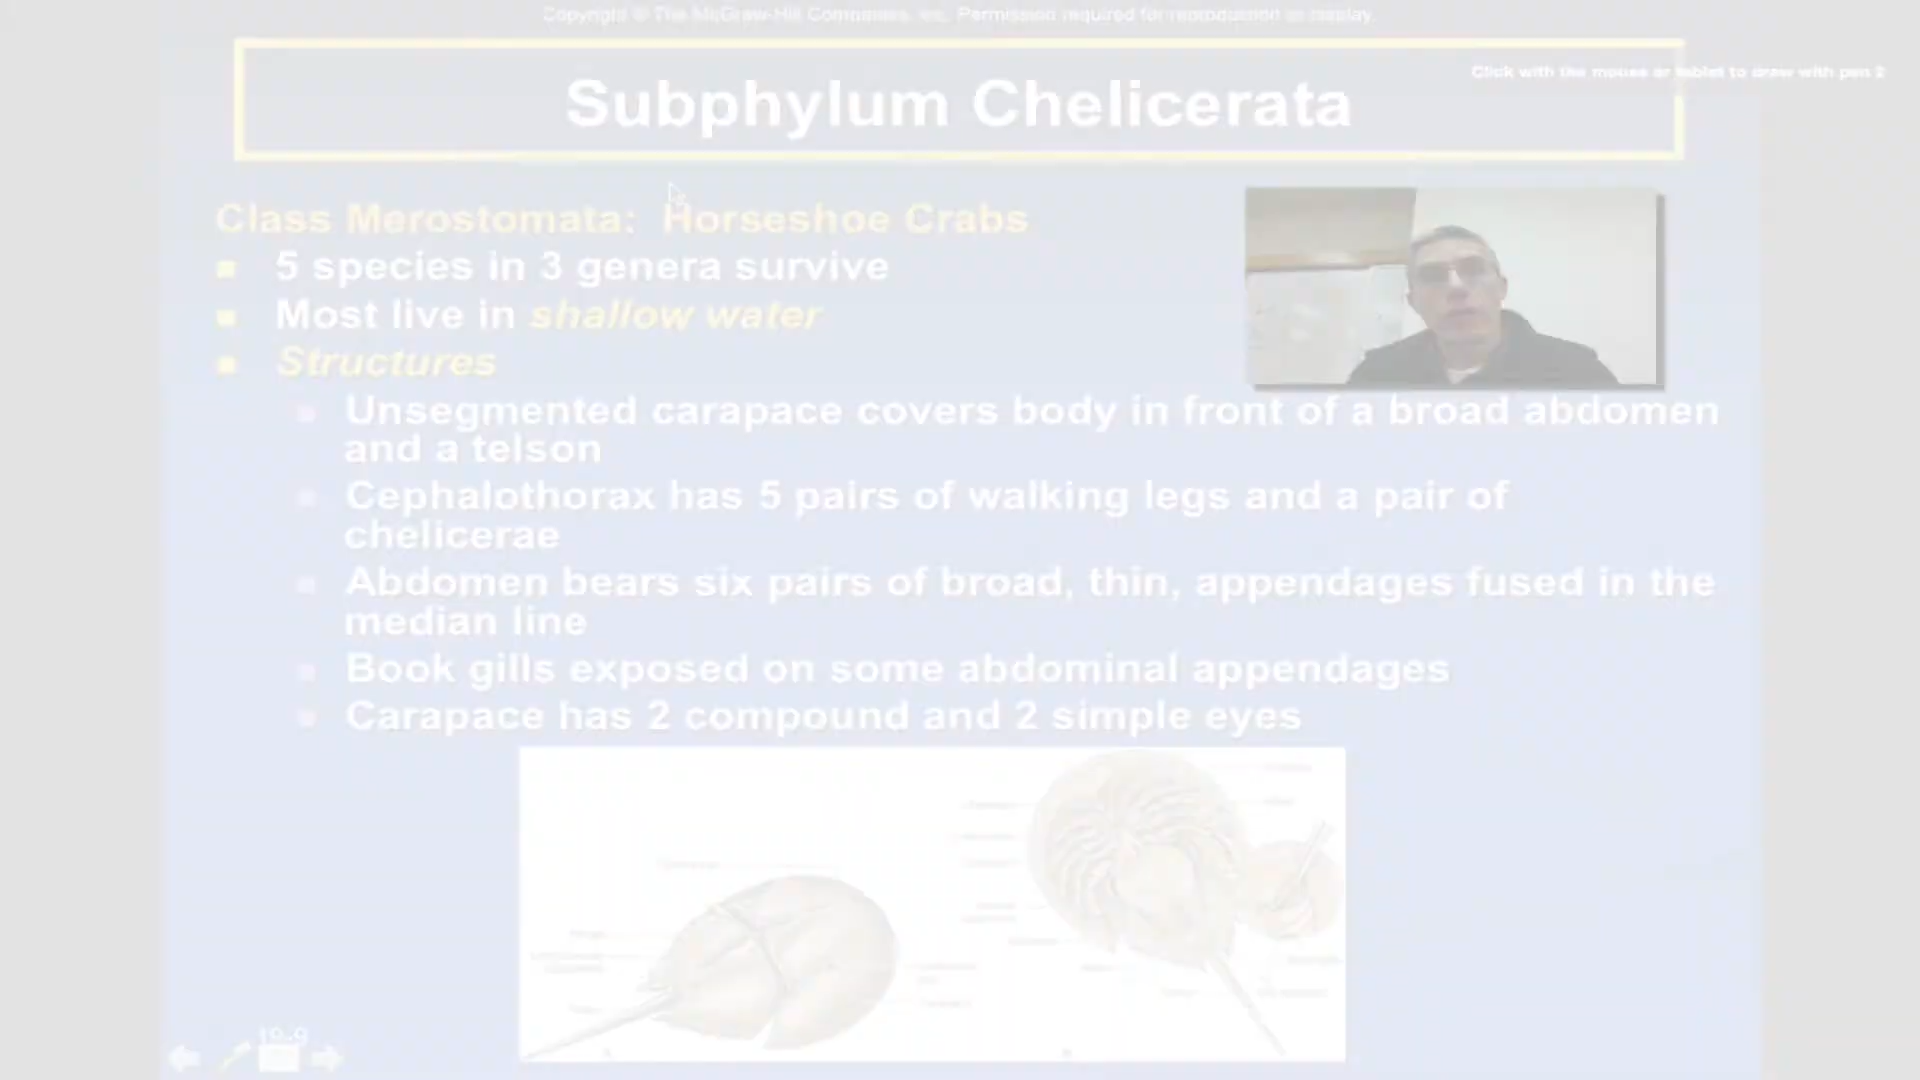 Copyright © The McGraw-Hill Companies, Inc. Permission required for reproduction or display.
Subphylum Chelicerata
Click with the mouse or tablet to draw with pen 2
Class Merostomata: Horseshoe Crabs
5 species in 3 genera survive
Most live in shallow water
Structures
Unsegmented carapace covers body in front of a broad abdomen
and a telson
Cephalothorax has 5 pairs of walking legs and a pair of
chelicerae
Abdomen bears six pairs of broad, thin, appendages fused in the
median line
Book gills exposed on some abdominal appendages
Carapace has 2 compound and 2 simple eyes
19-9